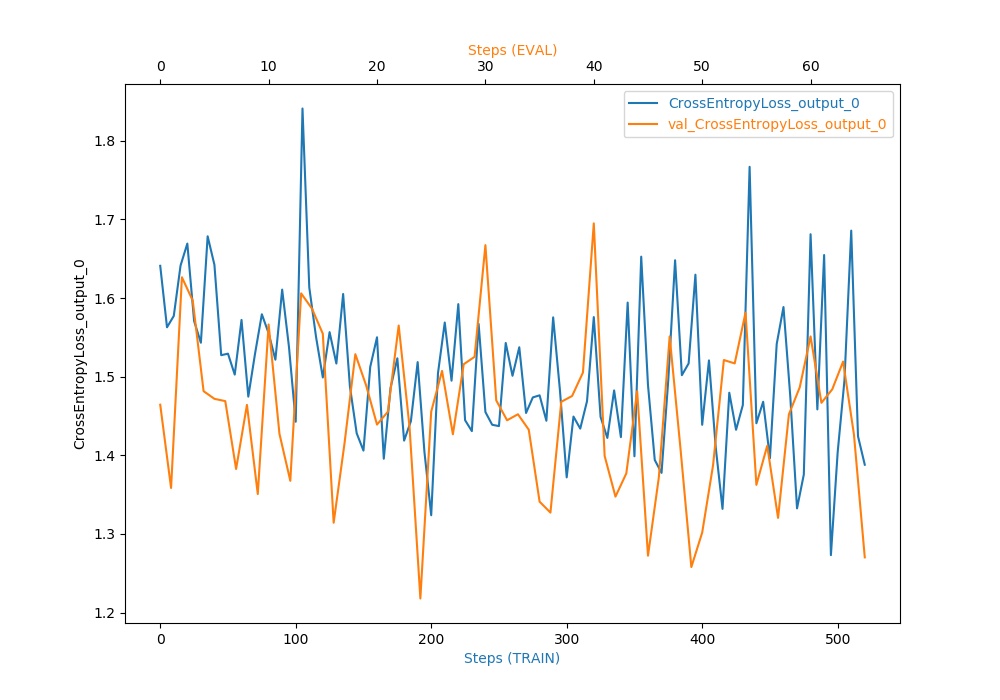 Steps (EVAL)
0 10 20 30 40 50 60
CrossEntropyLoss_output_0
val_CrossEntropyLoss_output_0
1.8
1.7
1.6
1.5
1.4
1.3
1.2
CrossEntropyLoss_output_0
0 100 200 300 400 500
Steps (TRAIN)